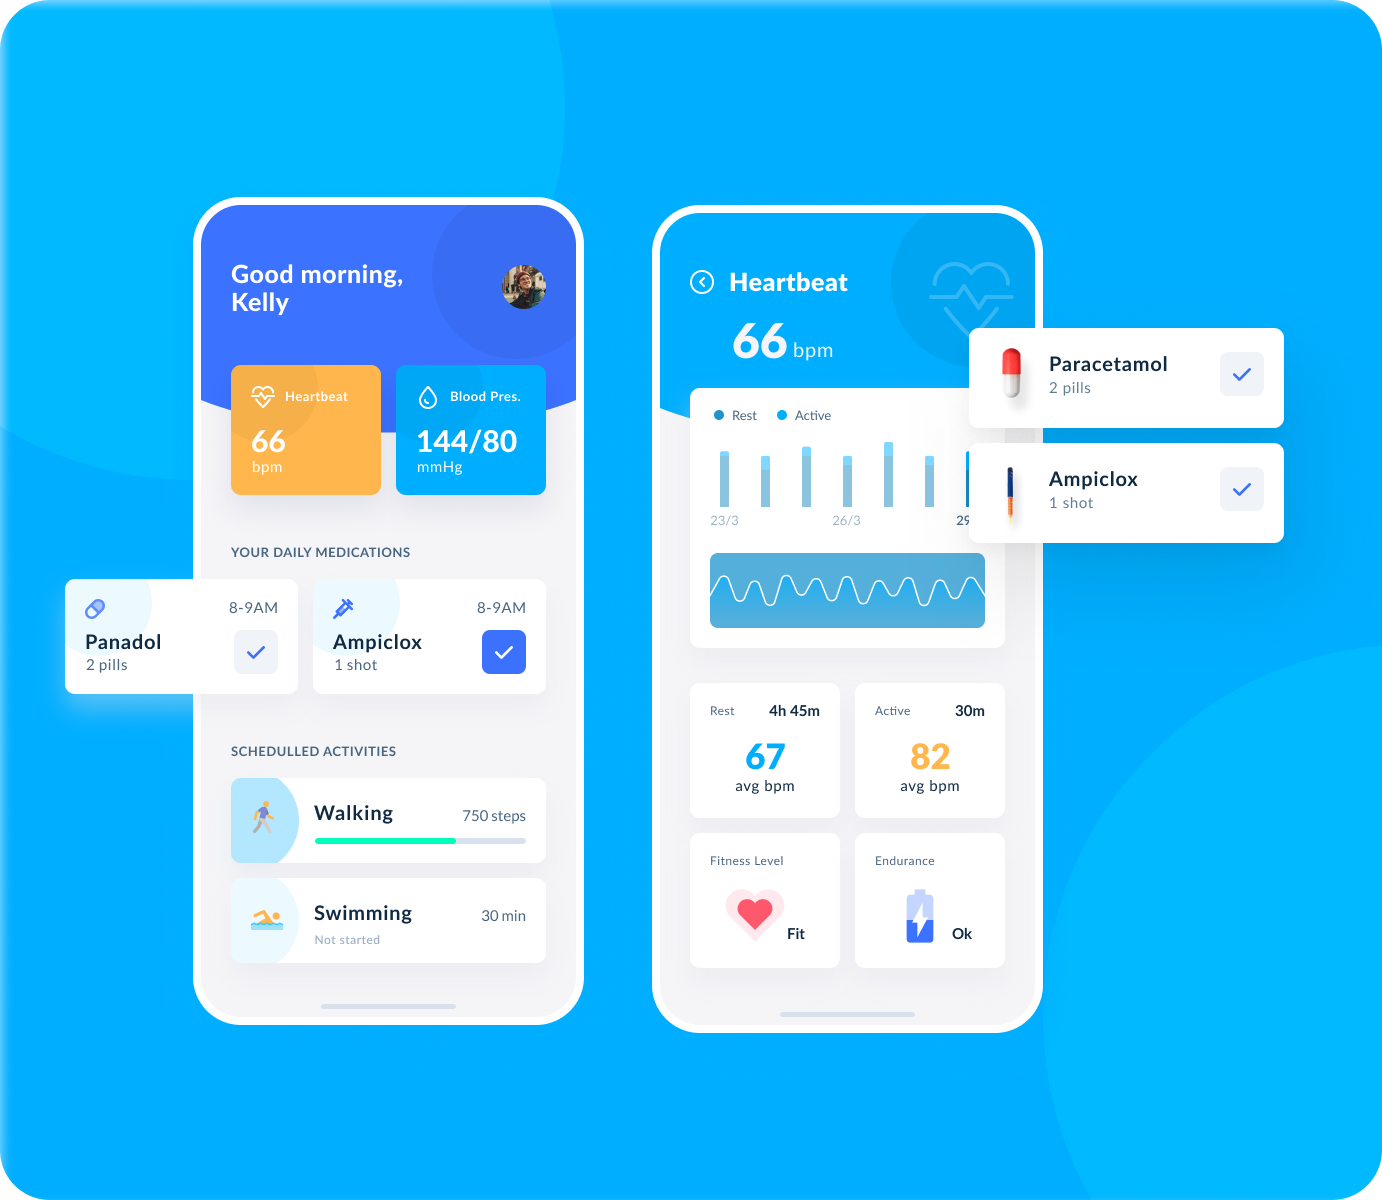 Good morning,
Kelly
Heartbeat
66
bpm
Blood Pres.
144/80
mmHg
YOUR DAILY MEDICATIONS
8-9AM
Panadol
2 pills
8-9AM
Ampiclox
1 shot
SCHEDULLED ACTIVITIES
Walking
750 steps
Swimming
30 min
Not started
Heartbeat
66 bpm
Rest
Active
23/3
26/3
29
Rest
4h 45m
67
avg bpm
Active
30m
82
avg bpm
Fitness Level
Fit
Endurance
Ok
Paracetamol
2 pills
Ampiclox
1 shot